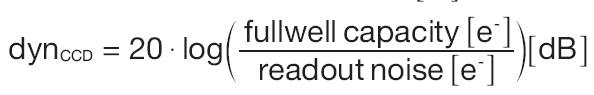 dynCCD = 20 · log(fullwell capacity [e-] / readout noise [e-]) [dB]